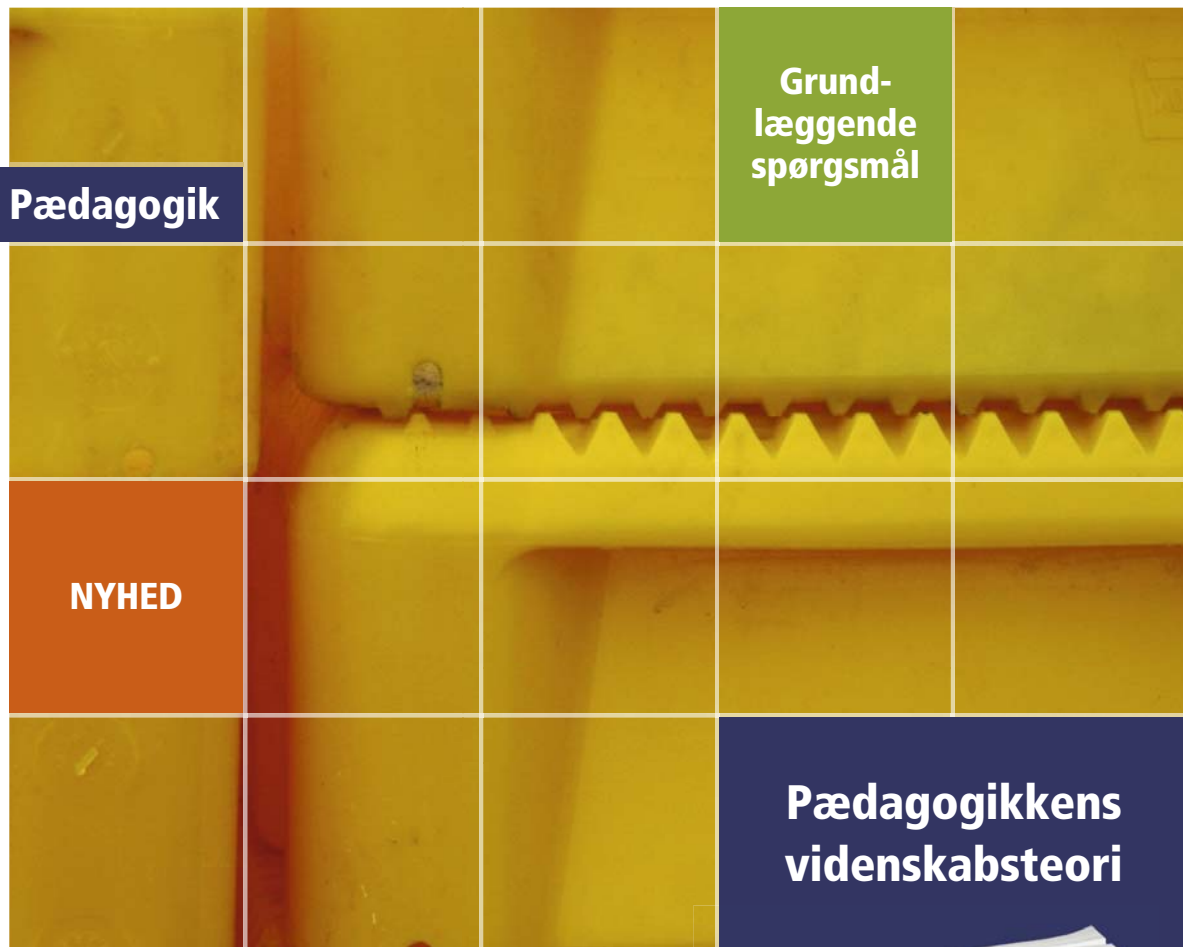 Grund-
læggende
spørgsmål
Pædagogik
NYHED
Pædagogikkens
videnskabsteori